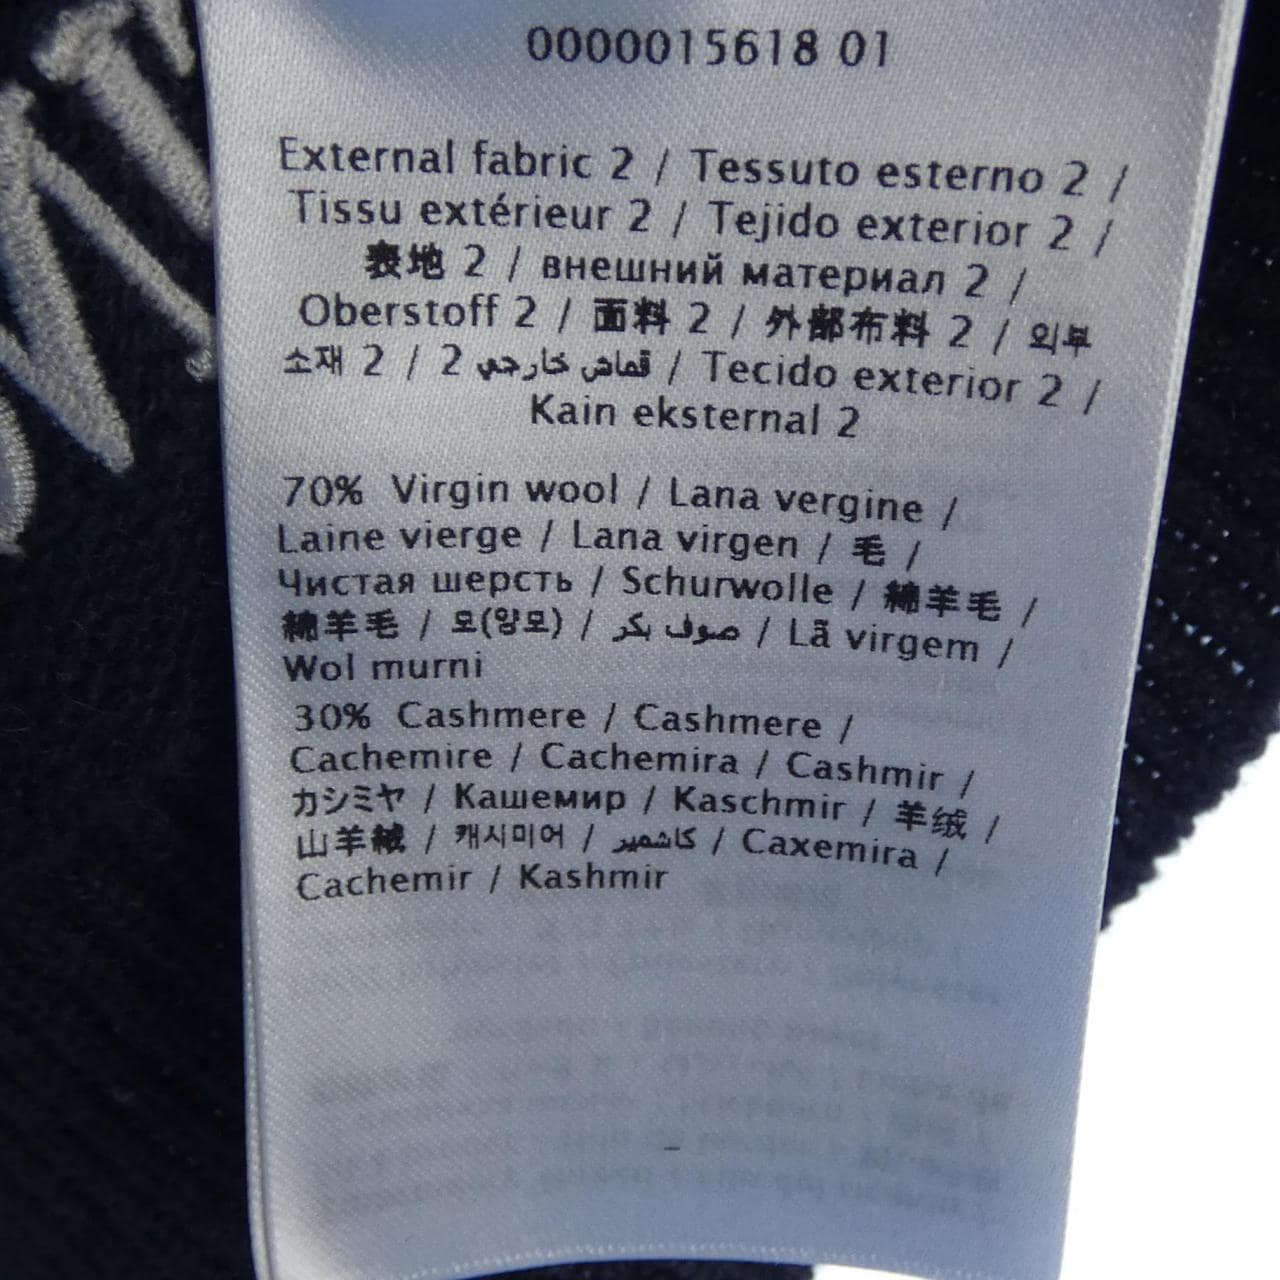 0000015618 01
External fabric 2 / Tessuto esterno 2 /
Tissu extérieur 2 / Tejido exterior 2 /
表地 2 / внешний материал 2 /
Oberstoff 2 / 面料 2 / 外部布料 2 / 외부
소재 2 / 2 قماش خارجي / Tecido exterior 2 /
Kain eksternal 2
70% Virgin wool / Lana vergine /
Laine vierge / Lana virgen / 毛 /
Чистая шерсть / Schurwolle / 綿羊毛 /
綿羊毛 / 모(양모) / صوف بكر / Lã virgem /
Wol murni
30% Cashmere / Cashmere /
Cachemire / Cachemira / Cashmir /
カシミヤ / Кашемир / Kaschmir / 羊绒 /
山羊絨 / 캐시미어 / كاشمير / Caxemira /
Cachemir / Kashmir